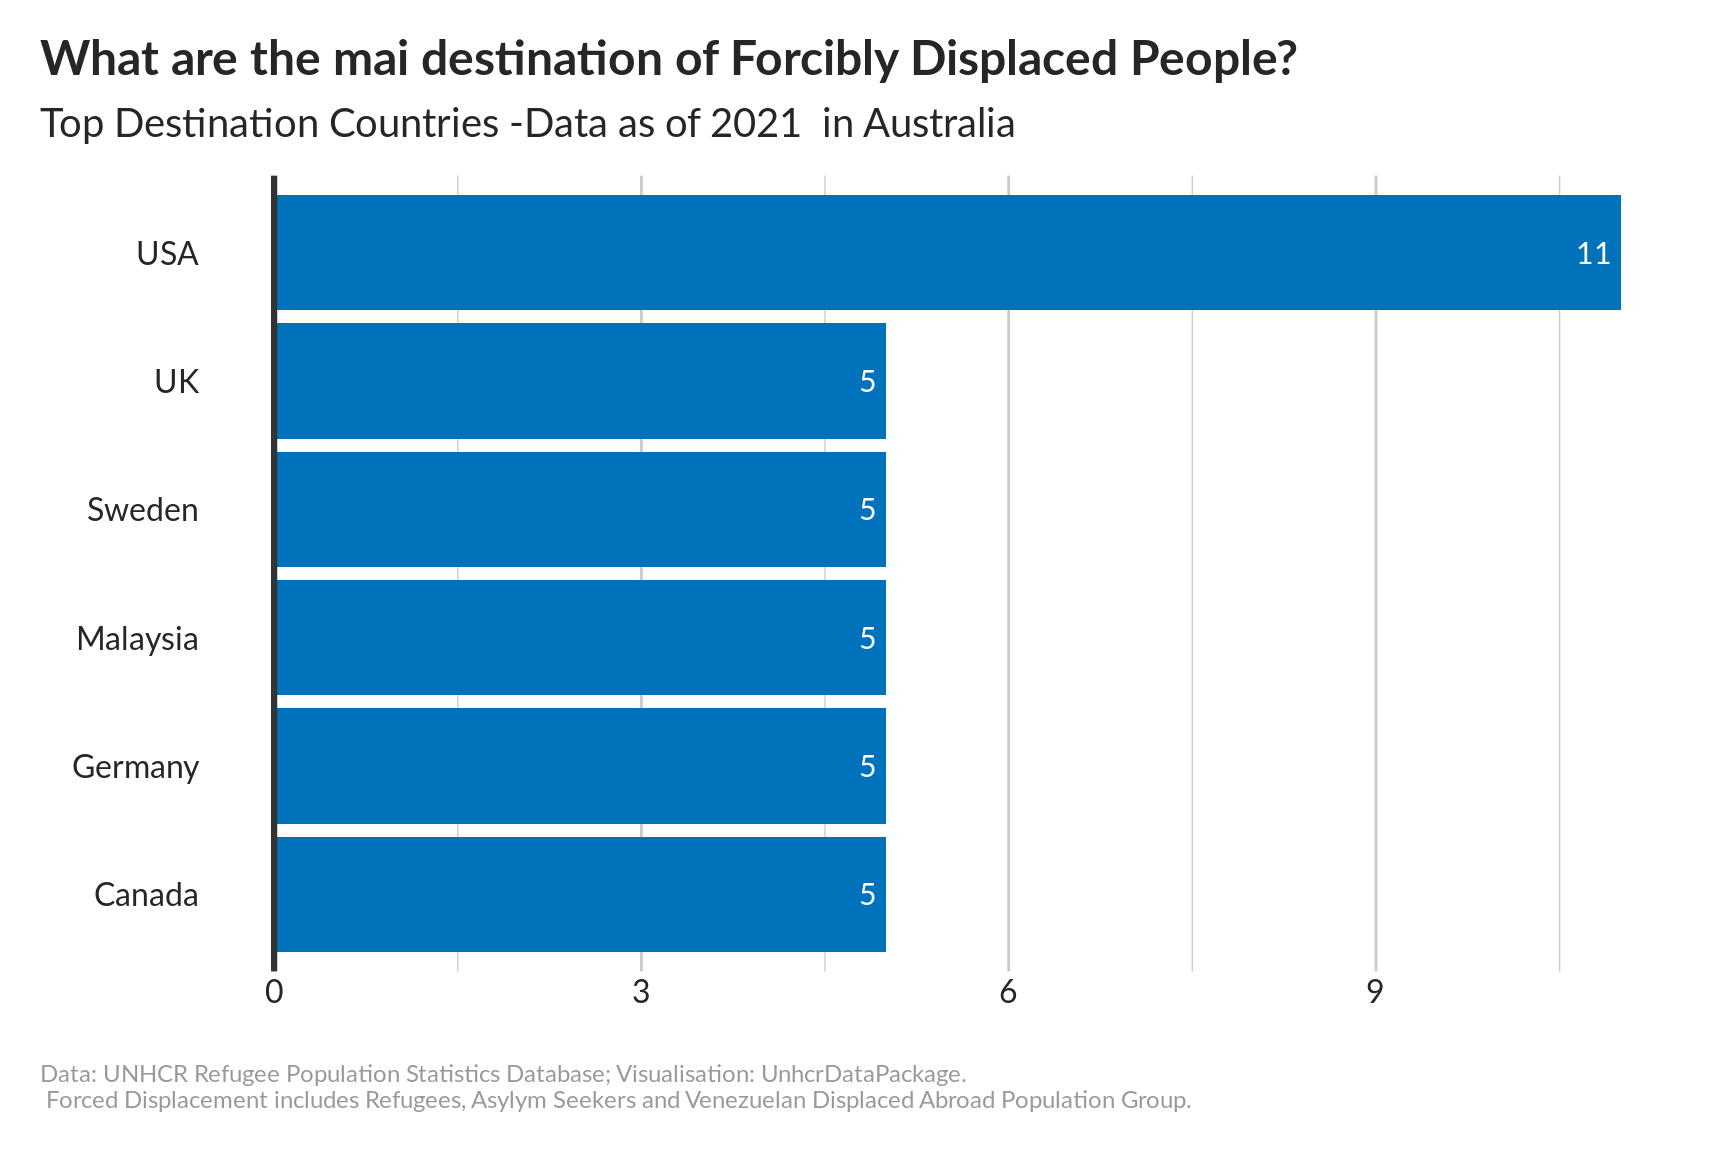 What are the mai destination of Forcibly Displaced People?
Top Destination Countries -Data as of 2021  in Australia
USA
11
UK
5
Sweden
5
Malaysia
5
Germany
5
Canada
5
0 3 6 9
Data: UNHCR Refugee Population Statistics Database; Visualisation: UnhcrDataPackage.
Forced Displacement includes Refugees, Asylym Seekers and Venezuelan Displaced Abroad Population Group.